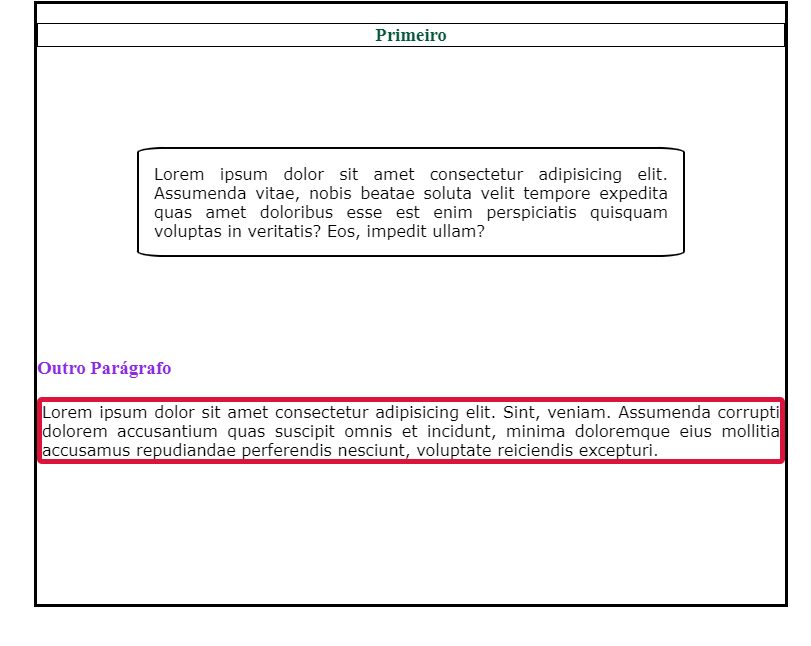 Primeiro
Lorem ipsum dolor sit amet consectetur adipisicing elit.
Assumenda vitae, nobis beatae soluta velit tempore expedita
quas amet doloribus esse est enim perspiciatis quisquam
voluptas in veritatis? Eos, impedit ullam?
Outro Parágrafo
Lorem ipsum dolor sit amet consectetur adipisicing elit. Sint, veniam. Assumenda corrupti
dolorem accusantium quas suscipit omnis et incidunt, minima doloremque eius mollitia
accusamus repudiandae perferendis nesciunt, voluptate reiciendis excepturi.